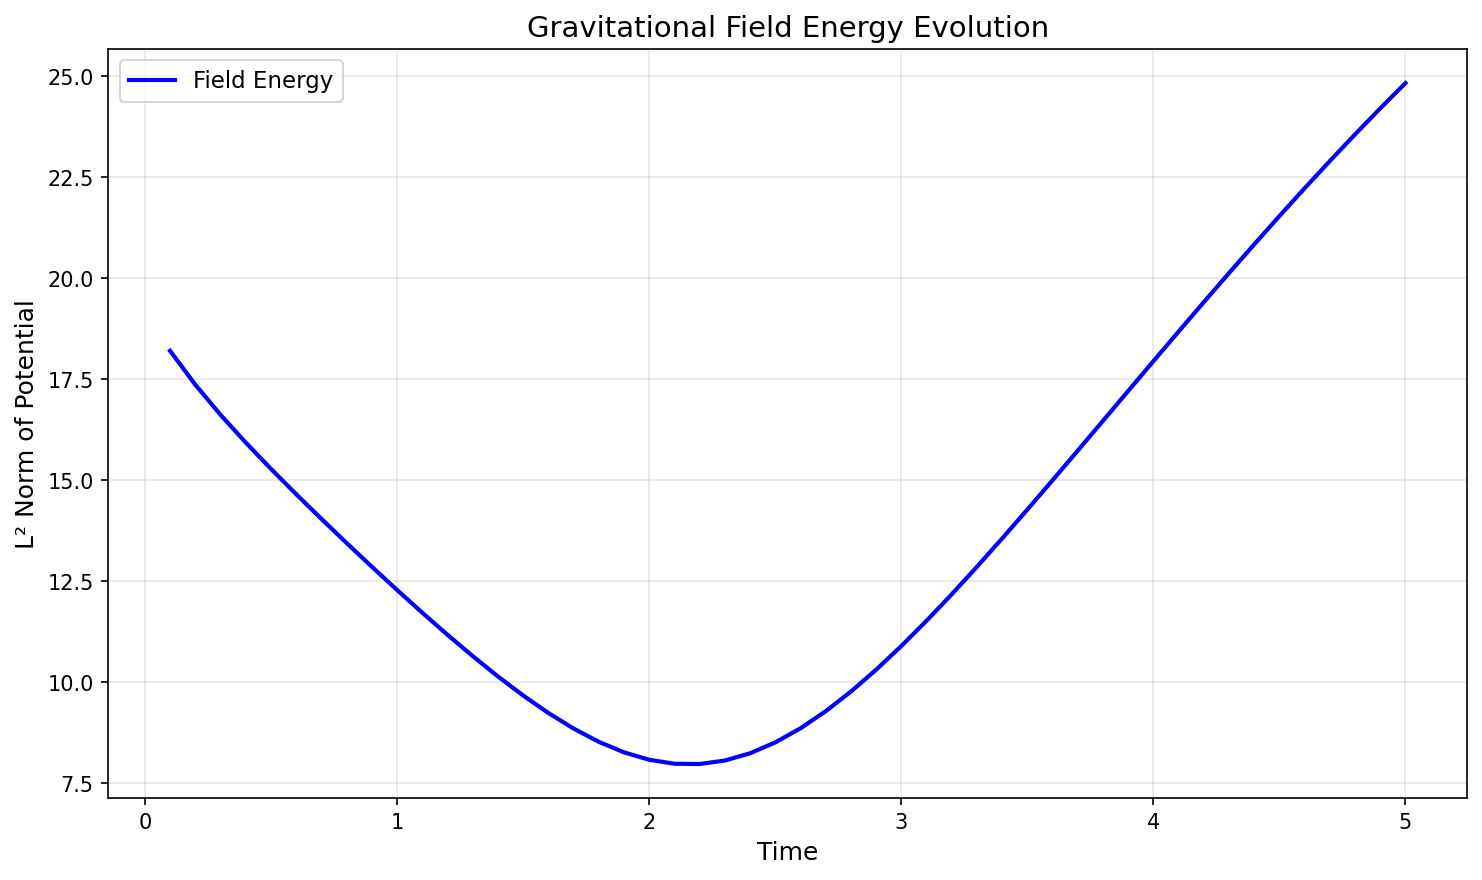 Gravitational Field Energy Evolution
Field Energy
L² Norm of Potential
25.0
22.5
20.0
17.5
15.0
12.5
10.0
7.5
0 1 2 3 4 5
Time